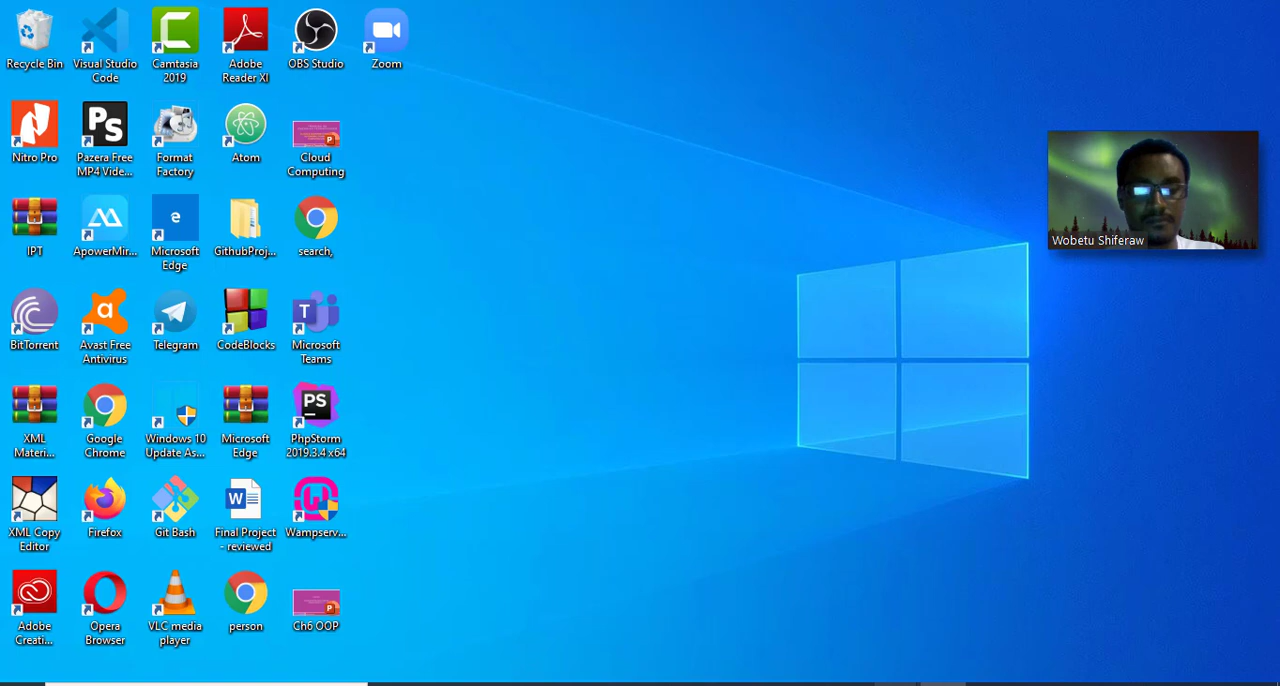 Recycle Bin
Visual Studio
Code
Camtasia
2019
Adobe
Reader XI
OBS Studio
Zoom
Nitro Pro
Ps
Pazera Free
MP4 Vide...
Format
Factory
Atom
Cloud
Computing
IPT
ApowerMir...
Microsoft
Edge
GithubProj...
search,
BitTorrent
Avast Free
Antivirus
Telegram
CodeBlocks
Microsoft
Teams
XML
Materi...
Google
Chrome
Windows 10
Update As...
Microsoft
Edge
PS
PhpStorm
2019.3.4 x64
XML Copy
Editor
Firefox
Git Bash
Final Project
- reviewed
Wampserv...
Adobe
Creati...
Opera
Browser
VLC media
player
person
Ch6 OOP
Wobetu Shiferaw